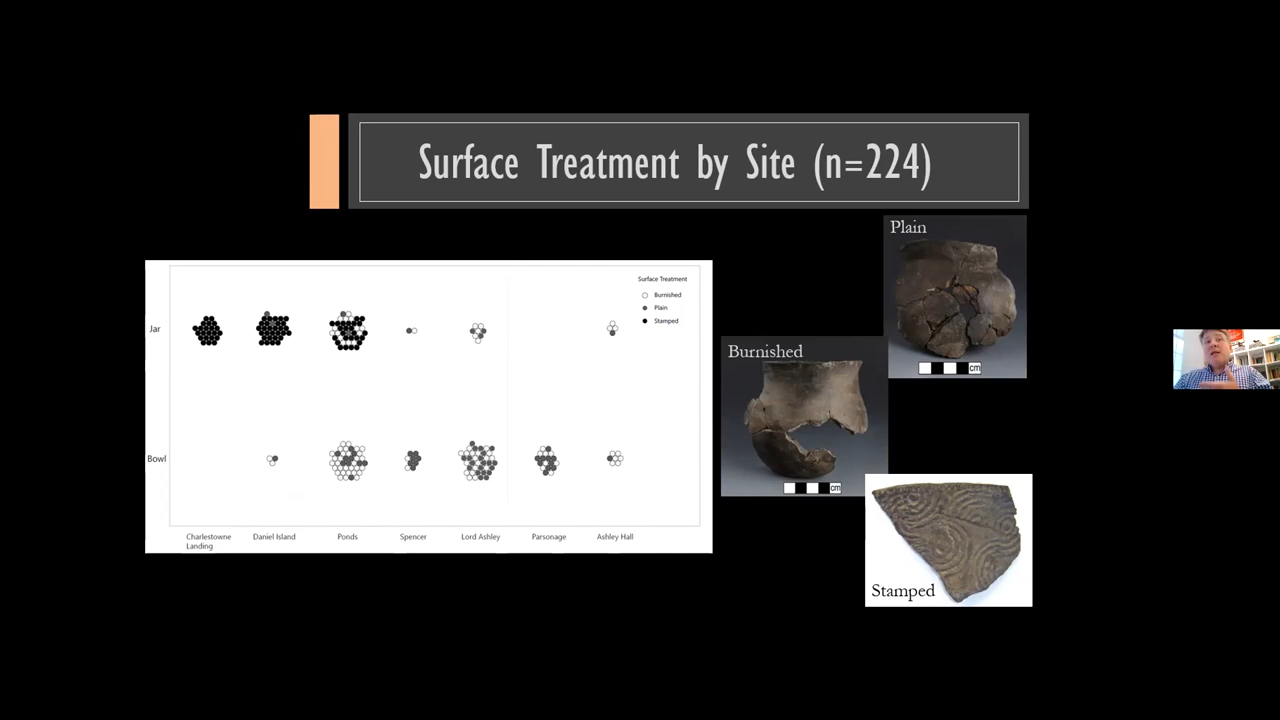 Surface Treatment by Site (n=224)
Plain
cm
Surface Treatment
Burnished
Plain
Stamped
Jar
Bowl
Charlestowne
Landing
Daniel Island
Ponds
Spencer
Lord Ashley
Parsonage
Ashley Hall
Burnished
cm
Stamped